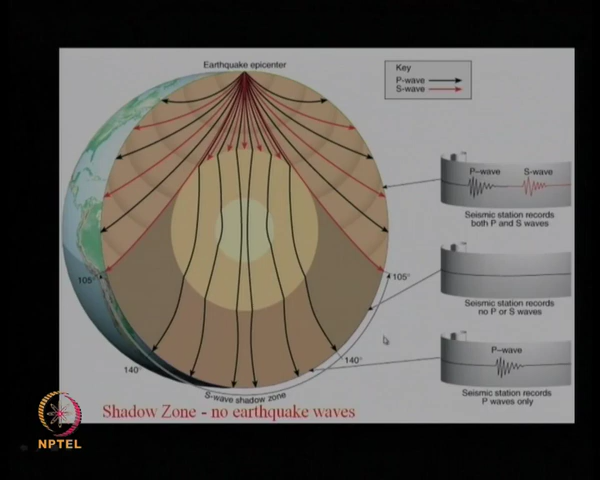 Earthquake epicenter
Key
P-wave
S-wave
P-wave
S-wave
Seismic station records
both P and S waves
105°
105°
Seismic station records
no P or S waves
140°
140°
P-wave
S-wave shadow zone
Seismic station records
P waves only
Shadow Zone - no earthquake waves
NPTEL